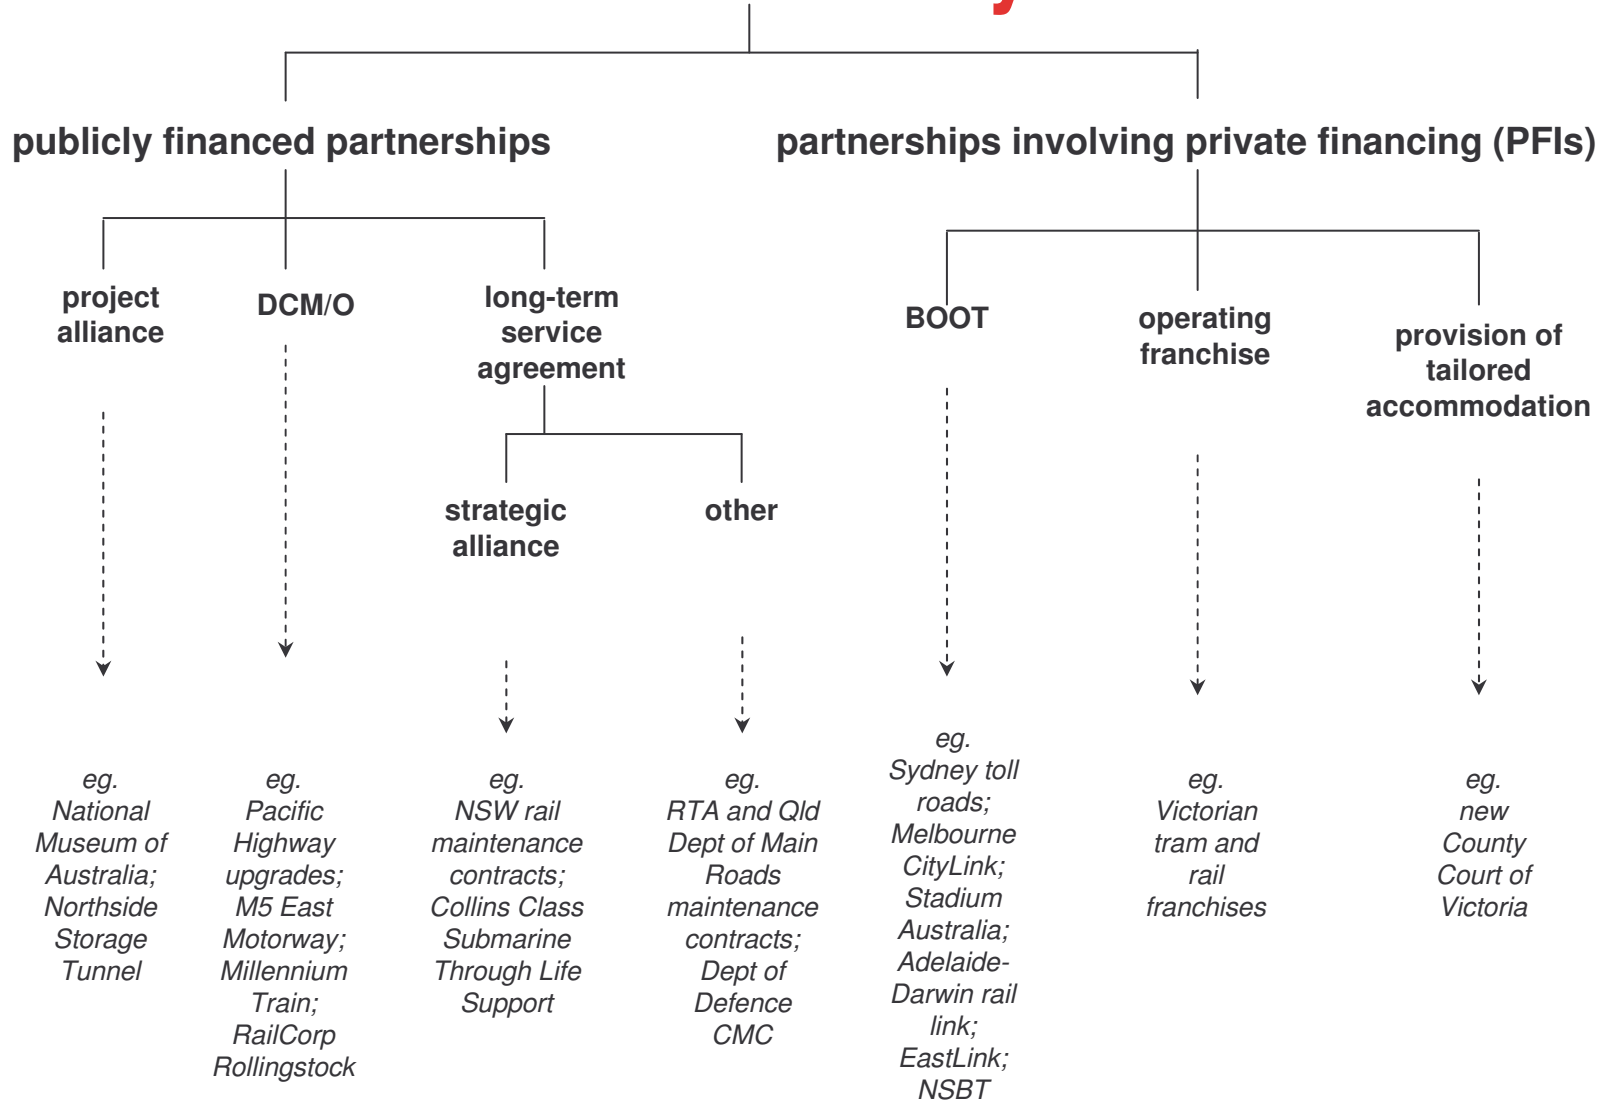 publicly financed partnerships
partnerships involving private financing (PFIs)
project
alliance
DCM/O
long-term
service
agreement
BOOT
operating
franchise
provision of
tailored
accommodation
strategic
alliance
other
eg.
National
Museum of
Australia;
Northside
Storage
Tunnel
eg.
Pacific
Highway
upgrades;
M5 East
Motorway;
Millennium
Train;
RailCorp
Rollingstock
eg.
NSW rail
maintenance
contracts;
Collins Class
Submarine
Through Life
Support
eg.
RTA and Qld
Dept of Main
Roads
maintenance
contracts;
Dept of
Defence
CMC
eg.
Sydney toll
roads;
Melbourne
CityLink;
Stadium
Australia;
Adelaide-
Darwin rail
link;
EastLink;
NSBT
eg.
Victorian
tram and
rail
franchises
eg.
new
County
Court of
Victoria